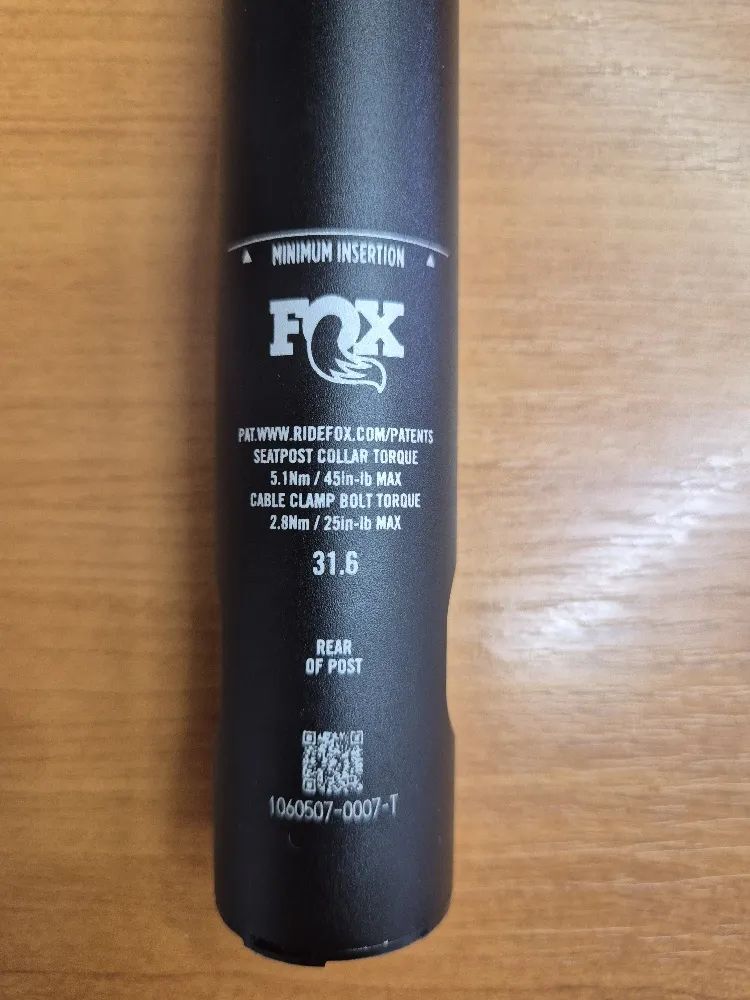 MINIMUM INSERTION
FOX
PAT.WWW.RIDEFOX.COM/PATENTS
SEATPOST COLLAR TORQUE
5.1Nm / 45in-lb MAX
CABLE CLAMP BOLT TORQUE
2.8Nm / 25in-lb MAX
31.6
REAR
OF POST
1060507-0007-T